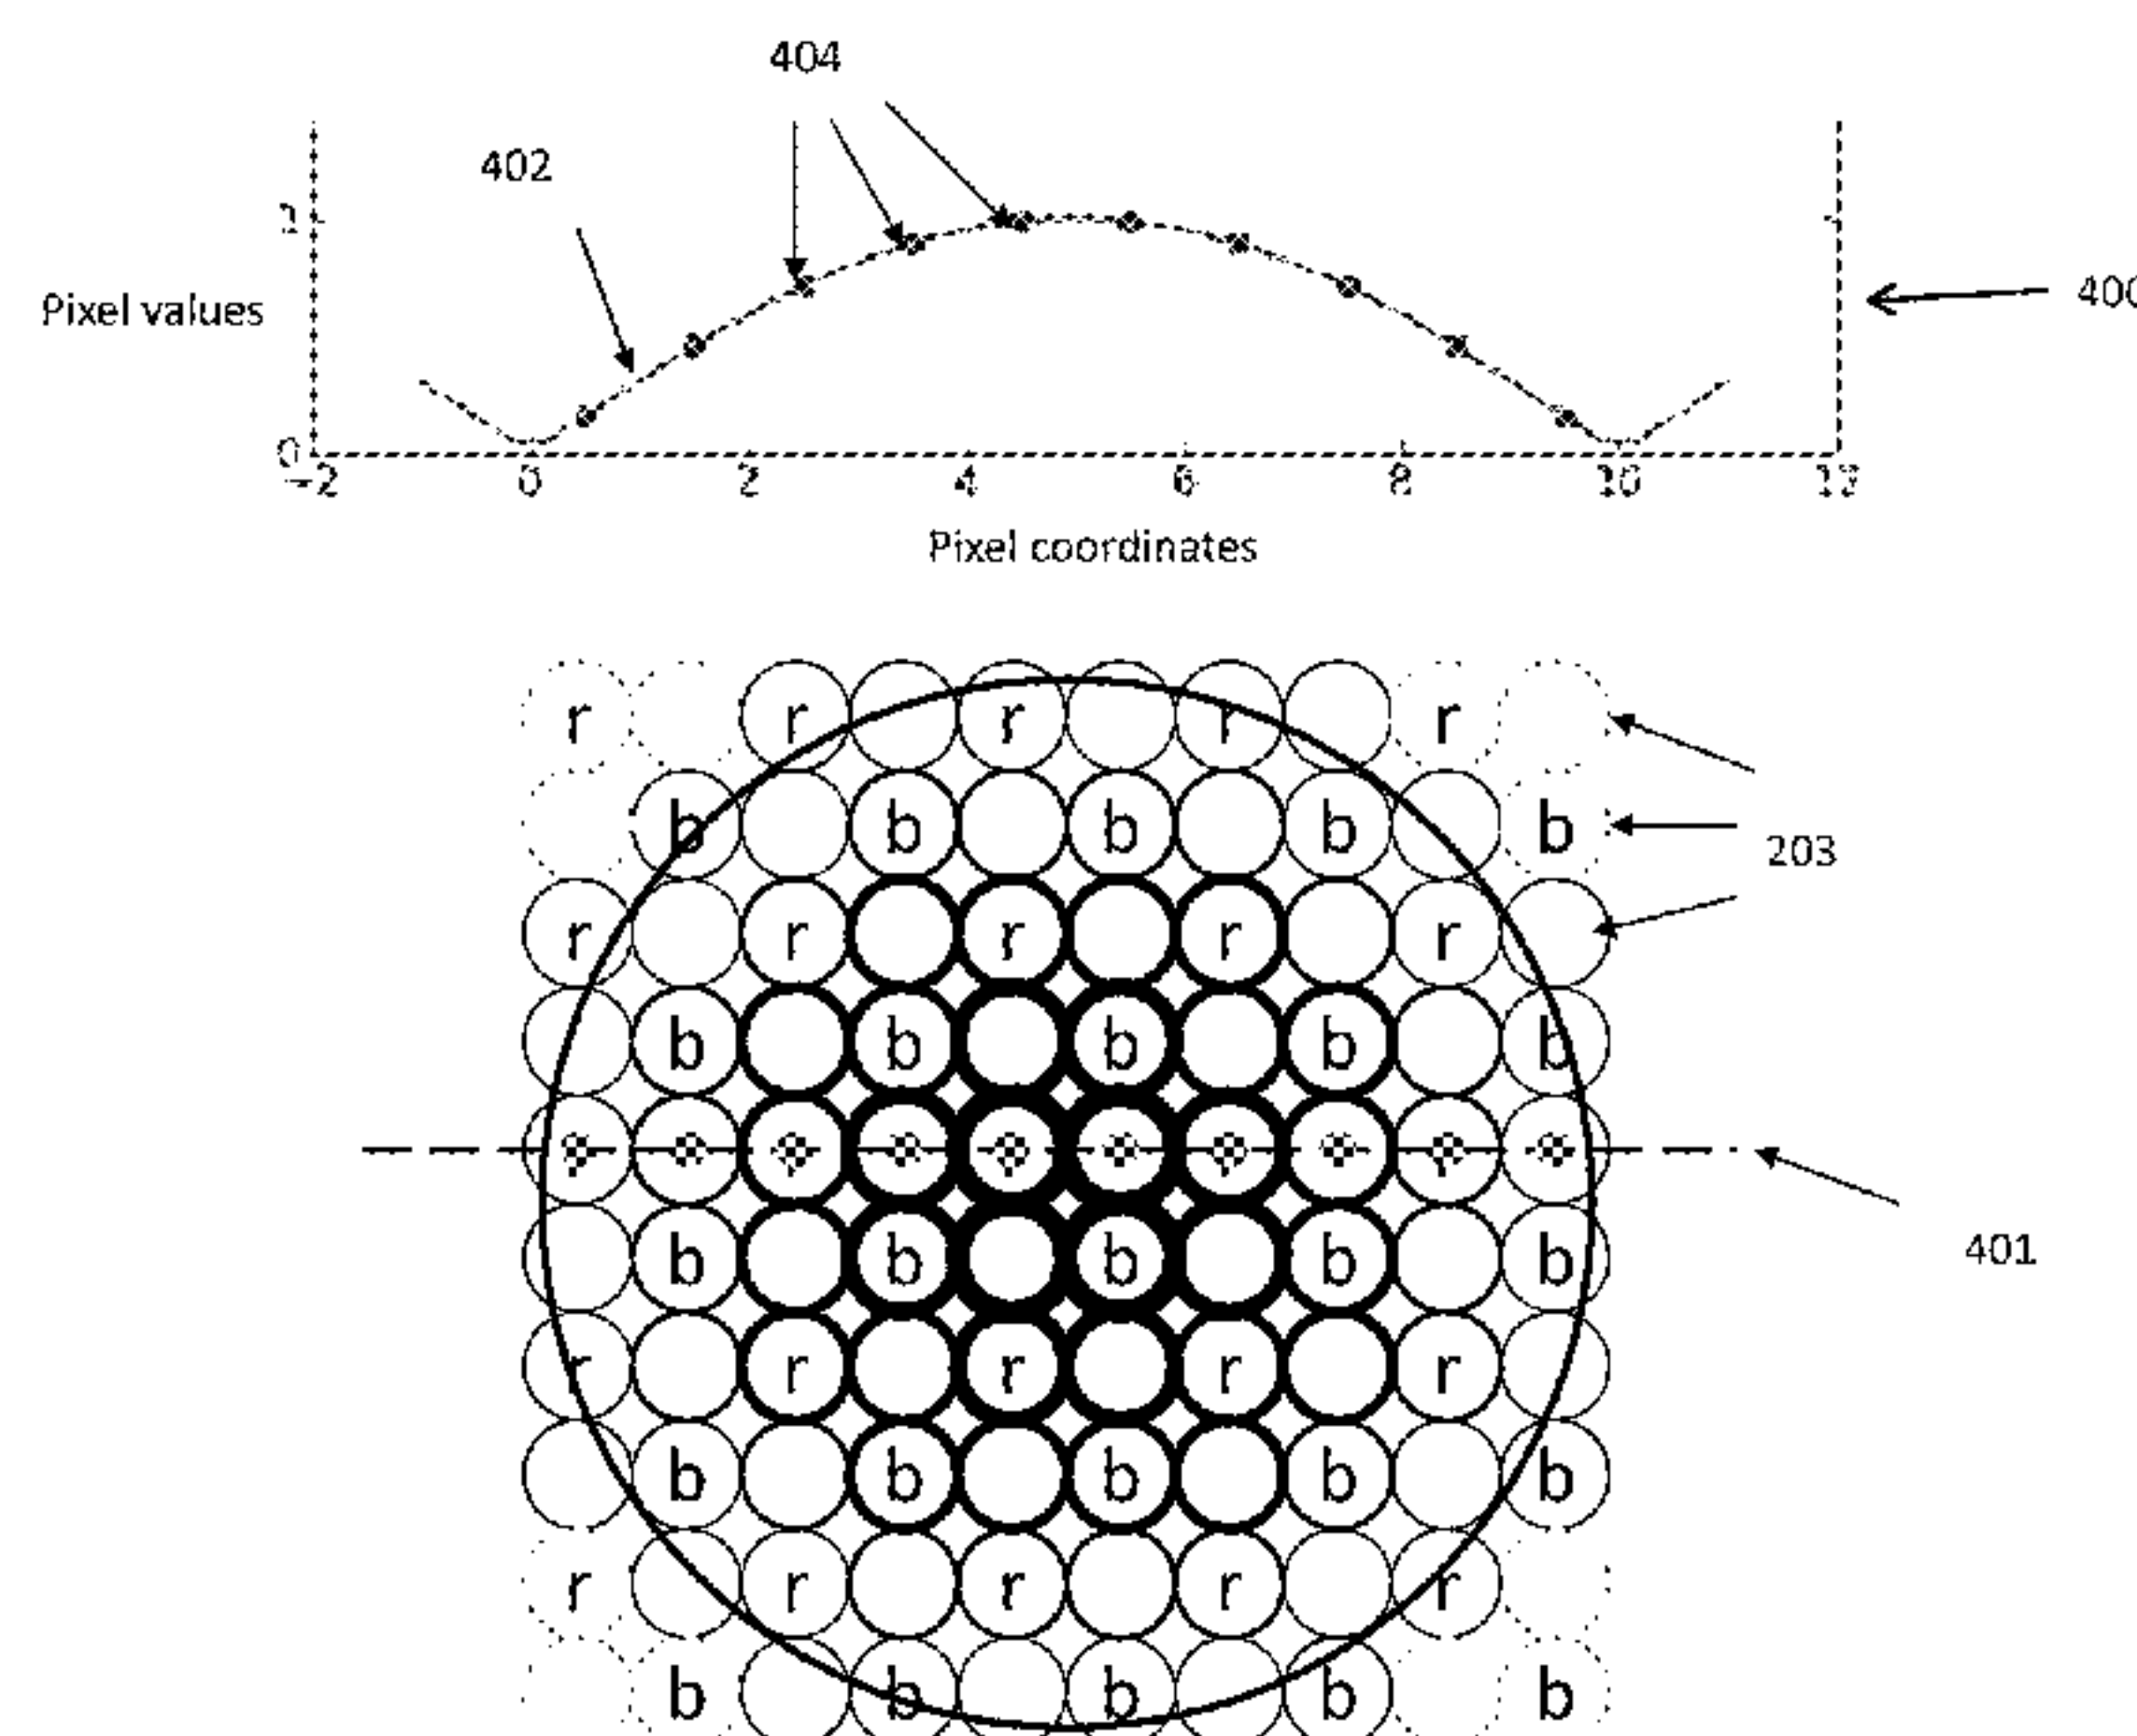 404
402
1
Pixel values
400
0
-2 0 2 4 6 8 10 12
Pixel coordinates
r r r r r
b b b b b
203
r r r r r
b b b b b
401
b b b b b
r r r r r
b b b b b
r r r r r
b b b b b